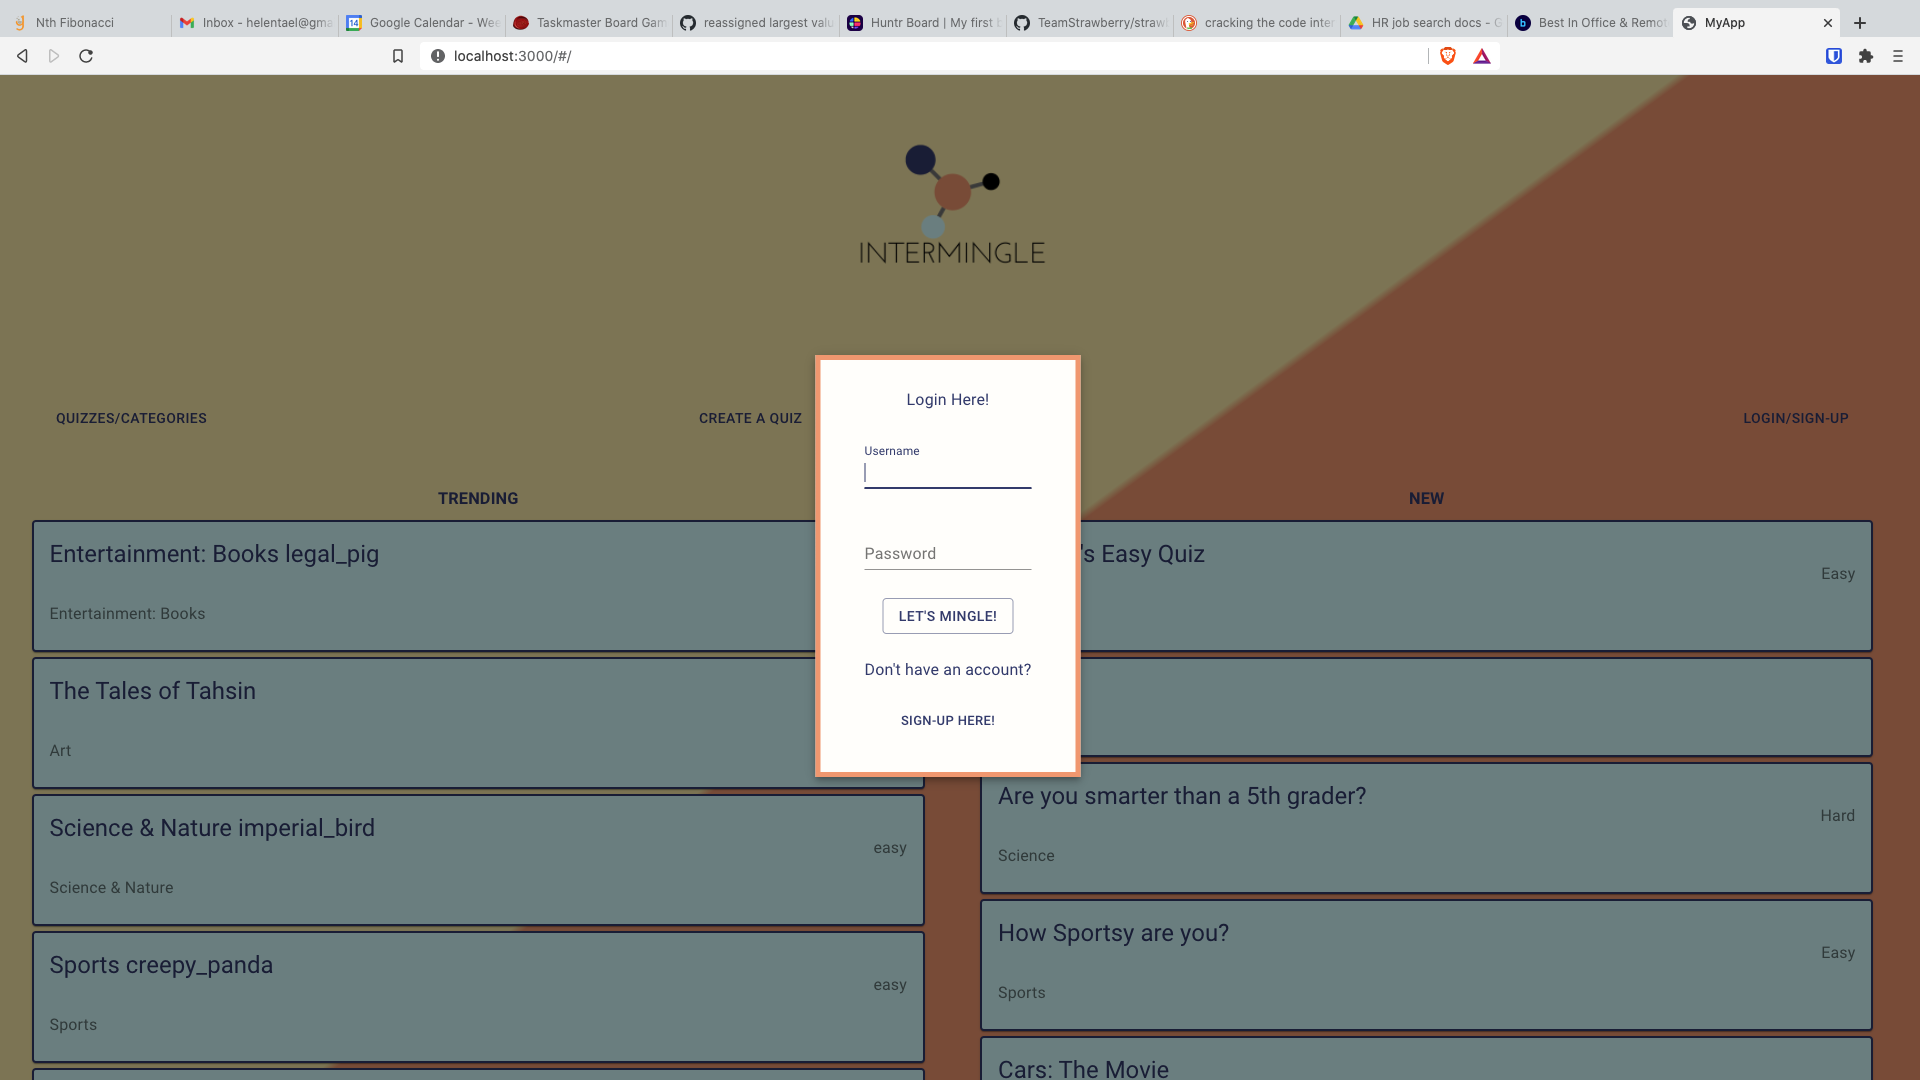 Nth Fibonacci
Inbox - helentael@gma
Google Calendar - Wee
Taskmaster Board Gam
reassigned largest valu
Huntr Board | My first b
TeamStrawberry/straw
cracking the code inter
HR job search docs - G
Best In Office & Remot
MyApp
localhost:3000/#/
INTERMINGLE
QUIZZES/CATEGORIES
CREATE A QUIZ
LOGIN/SIGN-UP
Login Here!
Username
Password
LET'S MINGLE!
Don't have an account?
SIGN-UP HERE!
TRENDING
Entertainment: Books legal_pig
Entertainment: Books
The Tales of Tahsin
Art
Science & Nature imperial_bird
easy
Science & Nature
Sports creepy_panda
easy
Sports
NEW
's Easy Quiz
Easy
Are you smarter than a 5th grader?
Hard
Science
How Sportsy are you?
Easy
Sports
Cars: The Movie